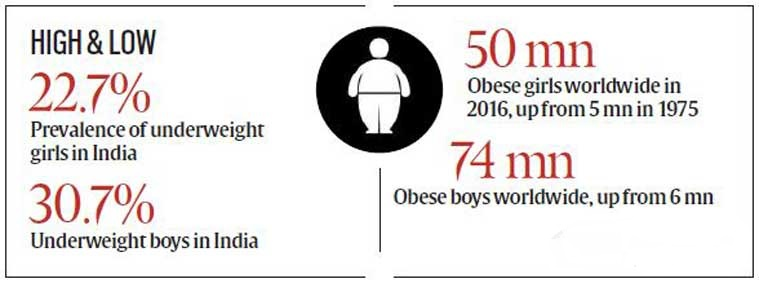 HIGH & LOW
22.7%
Prevalence of underweight
girls in India
30.7%
Underweight boys in India
50 mn
Obese girls worldwide in
2016, up from 5 mn in 1975
74 mn
Obese boys worldwide, up from 6 mn